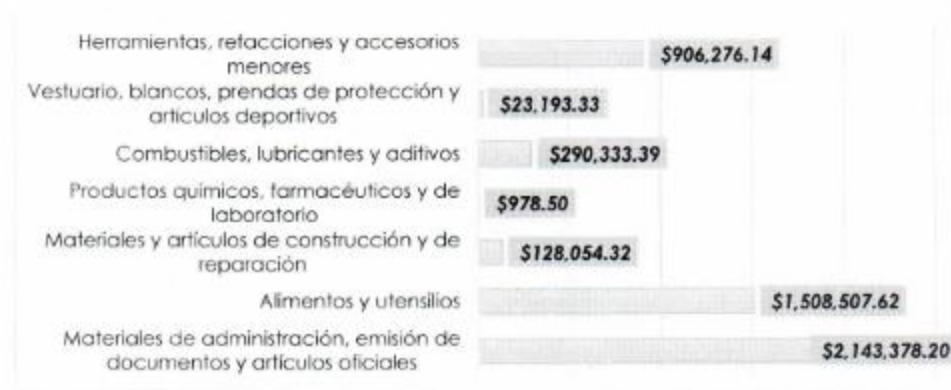 Herramientas, refacciones y accesorios
menores
$906,276.14
Vestuario, blancos, prendas de protección y
artículos deportivos
$23,193.33
Combustibles, lubricantes y aditivos
$290,333.39
Productos químicos, farmacéuticos y de
laboratorio
$978.50
Materiales y artículos de construcción y de
reparación
$128,054.32
Alimentos y utensilios
$1,508,507.62
Materiales de administración, emisión de
documentos y artículos oficiales
$2,143,378.20